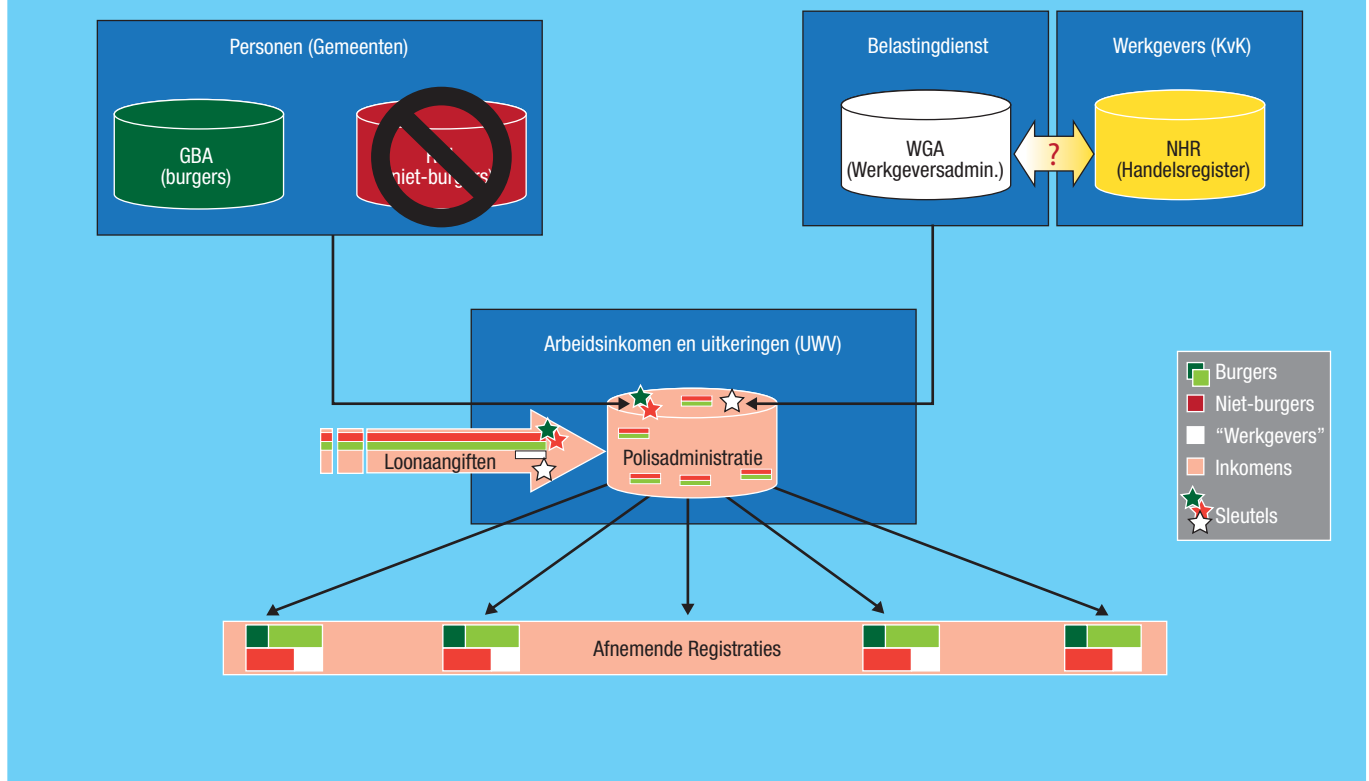 Personen (Gemeenten)
GBA
(burgers)
niet-burgers)
Belastingdienst
WGA
(Werkgeversadmin.)
?
Werkgevers (KvK)
NHR
(Handelsregister)
Arbeidsinkomen en uitkeringen (UWV)
Loonaangiften
Polisadministratie
Burgers
Niet-burgers
“Werkgevers”
Inkomens
Sleutels
Afnemende Registraties